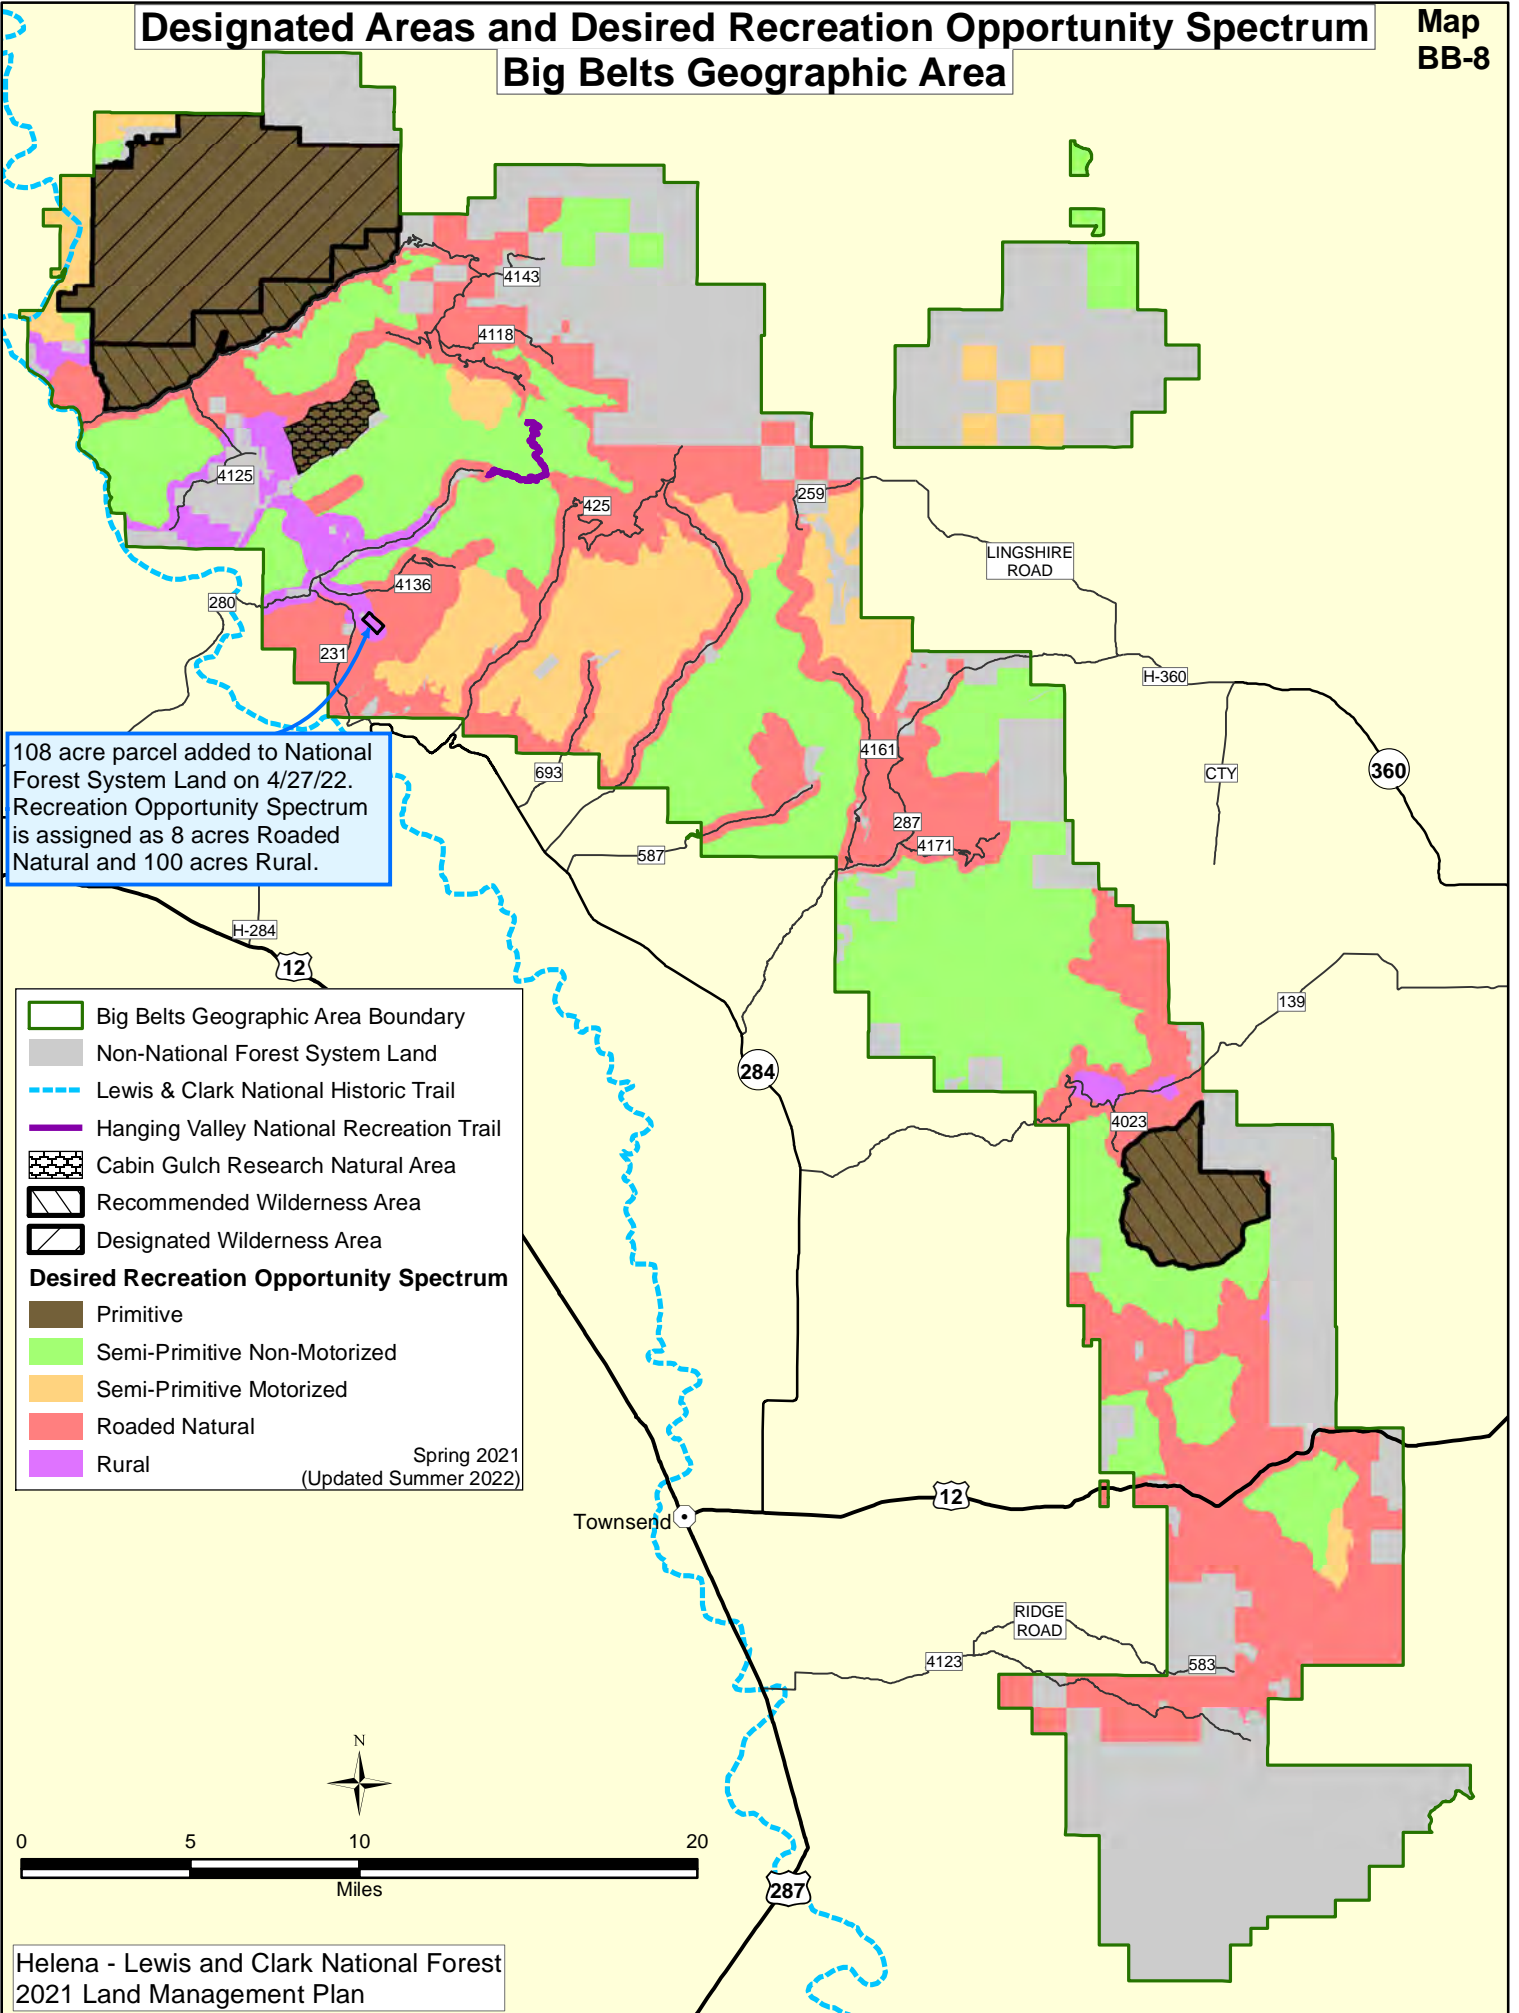 Designated Areas and Desired Recreation Opportunity Spectrum
Big Belts Geographic Area
Map
BB-8
4143
4118
4125
425
259
LINGSHIRE
ROAD
4136
280
231
H-360
108 acre parcel added to National
Forest System Land on 4/27/22.
Recreation Opportunity Spectrum
is assigned as 8 acres Roaded
Natural and 100 acres Rural.
4161
693
CTY
360
287
4171
587
H-284
12
139
284
4023
Big Belts Geographic Area Boundary
Non-National Forest System Land
Lewis & Clark National Historic Trail
Hanging Valley National Recreation Trail
Cabin Gulch Research Natural Area
Recommended Wilderness Area
Designated Wilderness Area
Desired Recreation Opportunity Spectrum
Primitive
Semi-Primitive Non-Motorized
Semi-Primitive Motorized
Roaded Natural
Rural
Spring 2021
(Updated Summer 2022)
12
Townsend
RIDGE
ROAD
4123
583
N
0 5 10 20
Miles
287
Helena - Lewis and Clark National Forest
2021 Land Management Plan